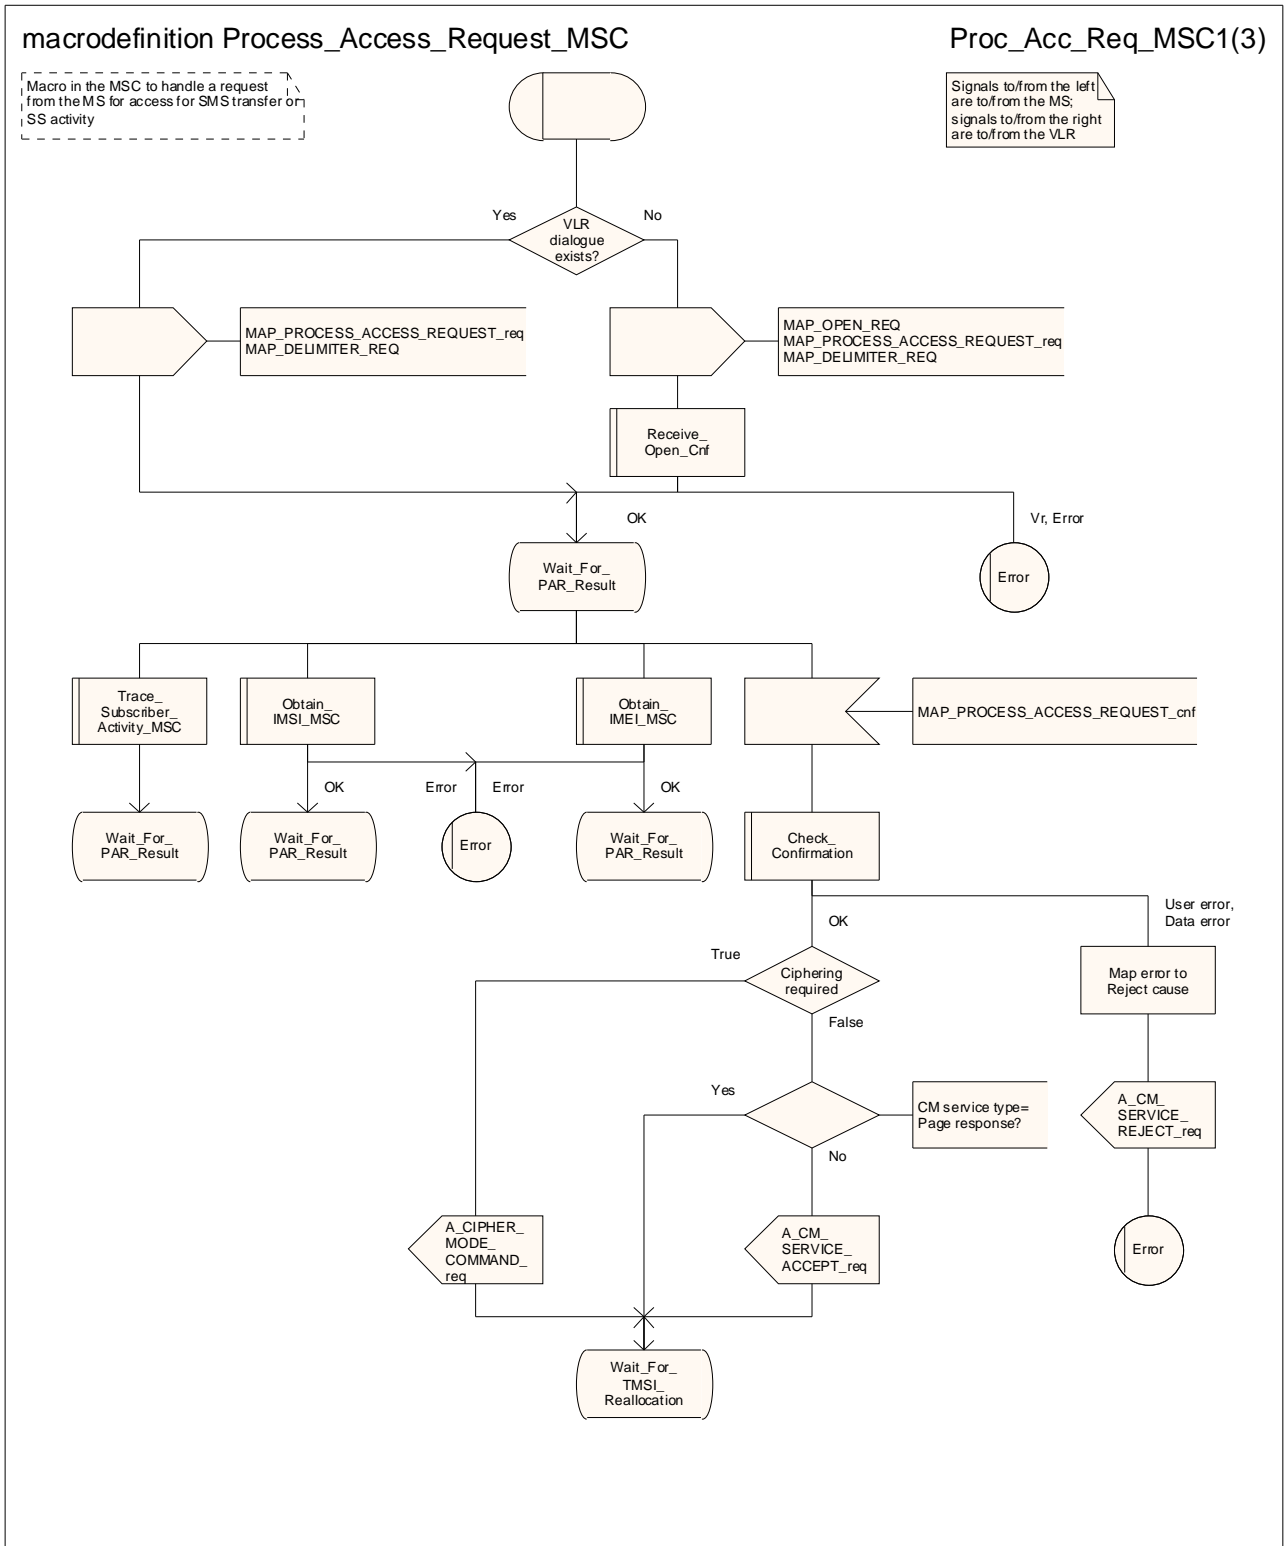 macrodefinition Process_Access_Request_MSC
Proc_Acc_Req_MSC1(3)
Macro in the MSC to handle a request
from the MS for access for SMS transfer or
SS activity
Signals to/from the left
are to/from the MS;
signals to/from the right
are to/from the VLR
Yes
No
VLR
dialogue
exists?
MAP_PROCESS_ACCESS_REQUEST_req
MAP_DELIMITER_REQ
MAP_OPEN_REQ
MAP_PROCESS_ACCESS_REQUEST_req
MAP_DELIMITER_REQ
Receive_
Open_Cnf
OK
Vr, Error
Wait_For_
PAR_Result
Error
Trace_
Subscriber_
Activity_MSC
Obtain_
IMSI_MSC
Obtain_
IMEI_MSC
MAP_PROCESS_ACCESS_REQUEST_cnf
OK
Error
Error
OK
Wait_For_
PAR_Result
Wait_For_
PAR_Result
Error
Wait_For_
PAR_Result
Check_
Confirmation
User error,
Data error
OK
True
Ciphering
required
Map error to
Reject cause
False
Yes
CM service type=
Page response?
A_CM_
SERVICE_
REJECT_req
No
A_CIPHER_
MODE_
COMMAND_
req
A_CM_
SERVICE_
ACCEPT_req
Error
Wait_For_
TMSI_
Reallocation